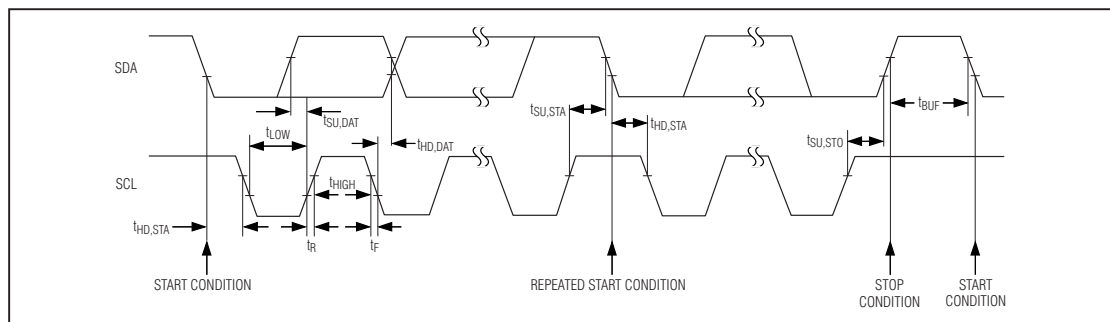 SDA
tSU,DAT
tLOW
tHD,DAT
tSU,STA
tHD,STA
tBUF
tSU,STO
SCL
tHIGH
tHD,STA
tR
tF
START CONDITION
REPEATED START CONDITION
STOP
CONDITION
START
CONDITION